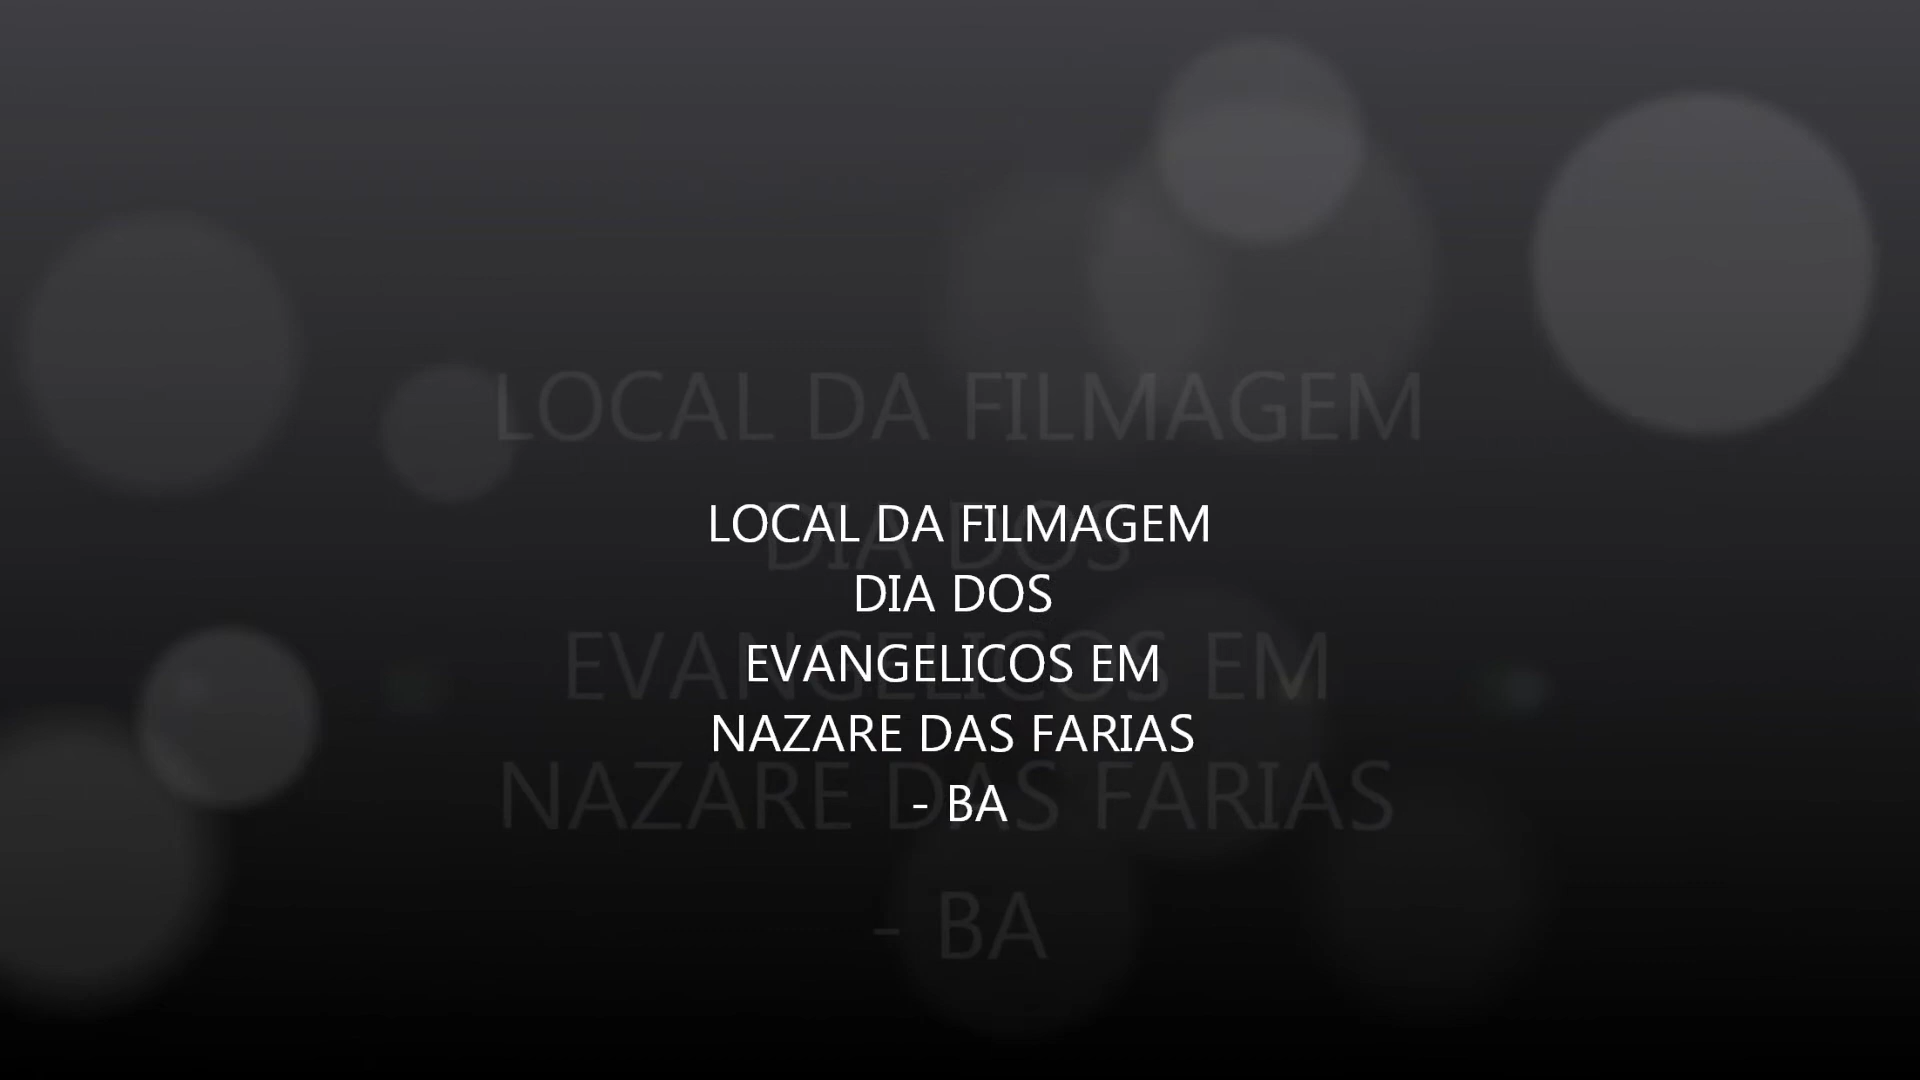 LOCAL DA FILMAGEM
DIA DOS
EVANGELICOS EM
NAZARE DAS FARIAS
- BA